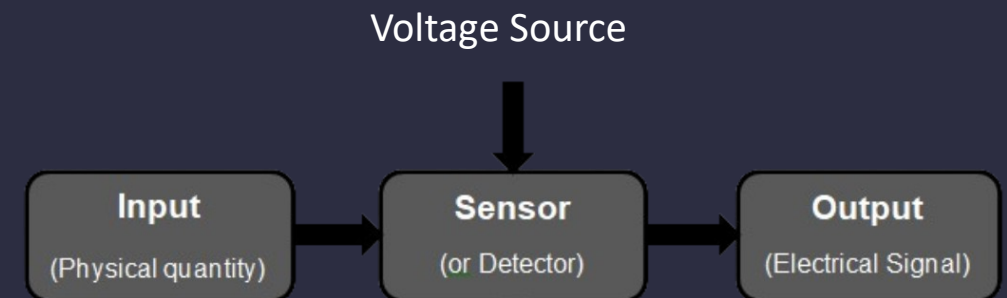 Voltage Source
Input
(Physical quantity)
Sensor
(or Detector)
Output
(Electrical Signal)